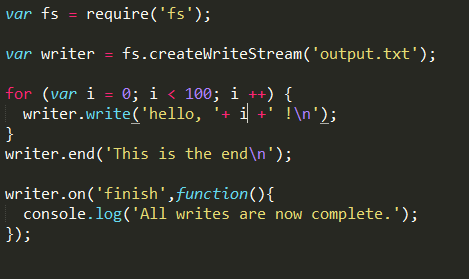 var fs = require('fs');
var writer = fs.createWriteStream('output.txt');
for (var i = 0; i < 100; i ++) {
writer.write('hello, '+ i +' !\n');
}
writer.end('This is the end\n');
writer.on('finish',function(){
console.log('All writes are now complete.');
});